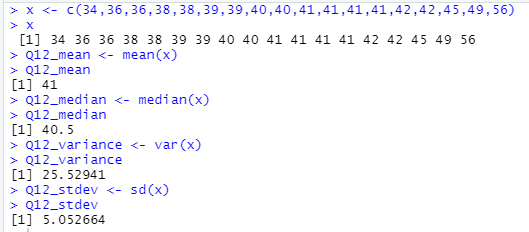 > x <- c(34,36,36,38,38,39,39,40,40,41,41,41,41,42,42,45,49,56)
> x
[1] 34 36 36 38 38 39 39 40 40 41 41 41 41 42 42 45 49 56
> Q12_mean <- mean(x)
> Q12_mean
[1] 41
> Q12_median <- median(x)
> Q12_median
[1] 40.5
> Q12_variance <- var(x)
> Q12_variance
[1] 25.52941
> Q12_stdev <- sd(x)
> Q12_stdev
[1] 5.052664